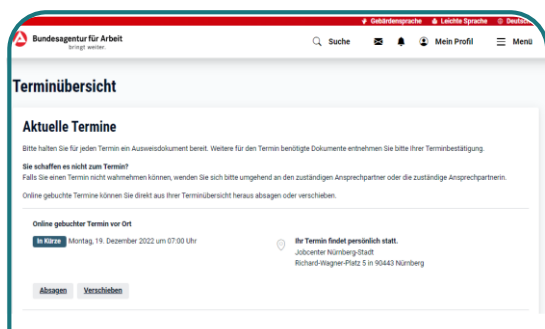 Gebärdensprache Leichte Sprache Deutsch
Bundesagentur für Arbeit
bringt weiter.
Suche Mein Profil Menü
Terminübersicht
Aktuelle Termine
Bitte halten Sie für jeden Termin ein Ausweisdokument bereit. Weitere für den Termin benötigte Dokumente entnehmen Sie bitte Ihrer Terminbestätigung.
Sie schaffen es nicht zum Termin?
Falls Sie einen Termin nicht wahrnehmen können, wenden Sie sich bitte umgehend an den zuständigen Ansprechpartner oder die zuständige Ansprechpartnerin.
Online gebuchte Termine können Sie direkt aus Ihrer Terminübersicht heraus absagen oder verschieben.
Online gebuchter Termin vor Ort
In Kürze Montag, 19. Dezember 2022 um 07:00 Uhr
Ihr Termin findet persönlich statt.
Jobcenter Nürnberg-Stadt
Richard-Wagner-Platz 5 in 90443 Nürnberg
Absagen Verschieben